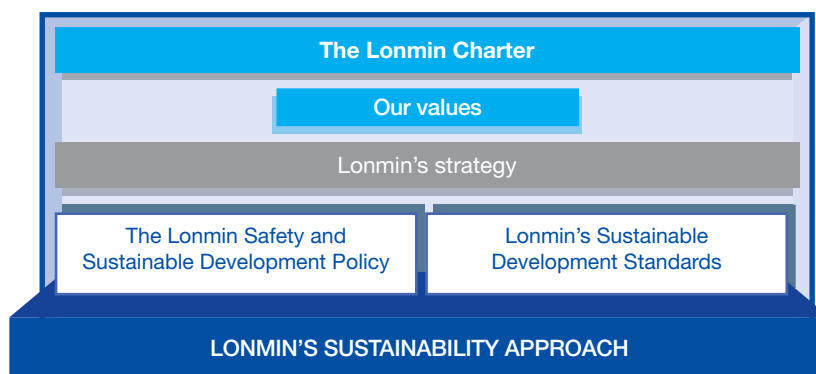 The Lonmin Charter
Our values
Lonmin’s strategy
The Lonmin Safety and
Sustainable Development Policy
Lonmin’s Sustainable
Development Standards
LONMIN’S SUSTAINABILITY APPROACH